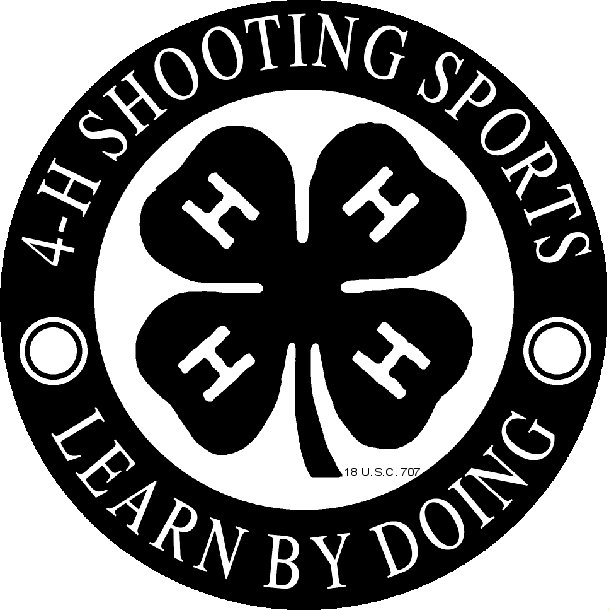 4-H SHOOTING SPORTS
H H
H H
18 U.S.C. 707
LEARN BY DOING